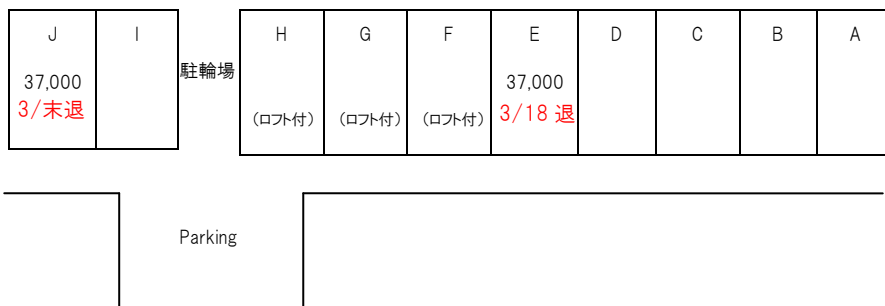 J
I
H
G
F
E
D
C
B
A
駐輪場
37,000
37,000
3/末退
3/18 退
(ロフト付)
(ロフト付)
(ロフト付)
Parking